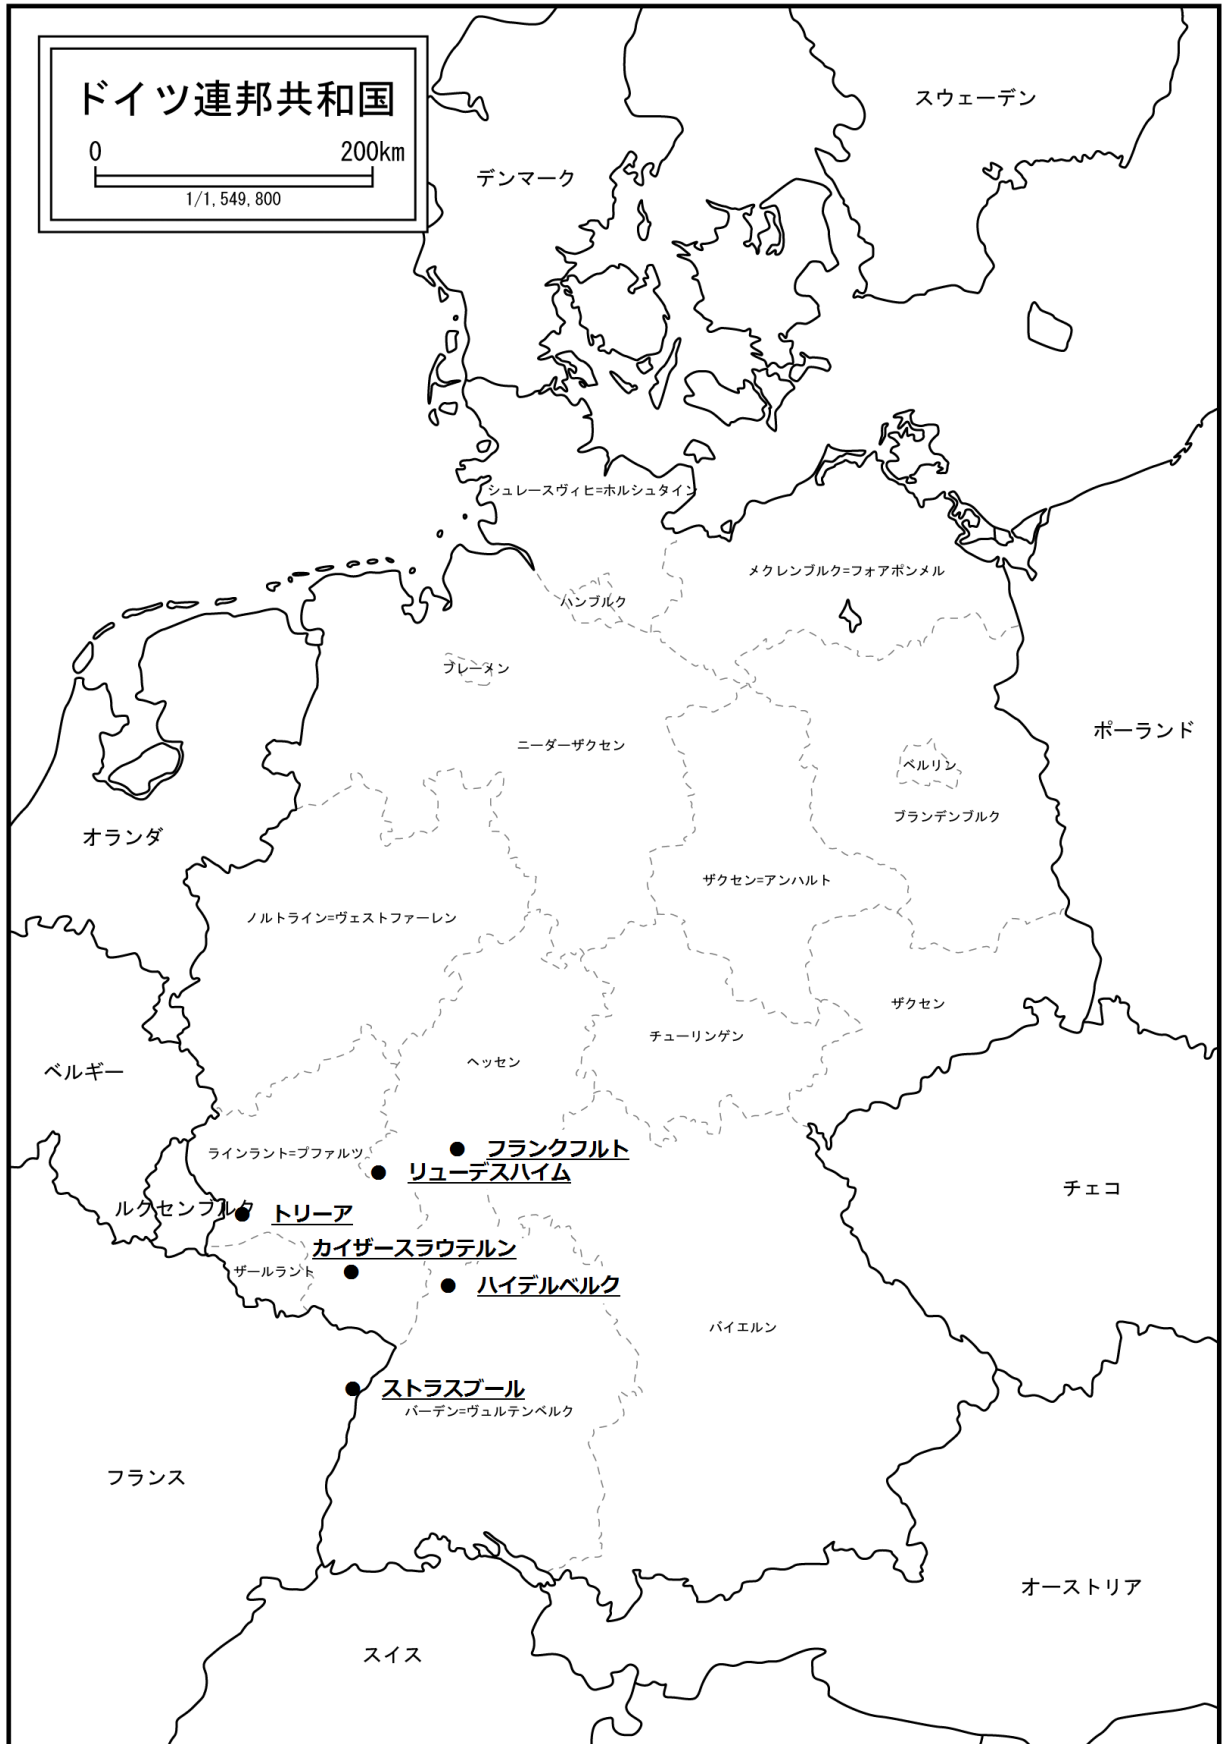 ドイツ連邦共和国
0 200km
1/1,549,800
スウェーデン
デンマーク
シュレースヴィヒ=ホルシュタイン
メクレンブルク=フォアポンメル
ハンブルク
ブレーメン
ポーランド
ニーダーザクセン
ベルリン
ブランデンブルク
オランダ
ザクセン=アンハルト
ノルトライン=ヴェストファーレン
ザクセン
チューリンゲン
ヘッセン
ベルギー
フランクフルト
ラインラント=プファルツ
リューデスハイム
チェコ
ルクセンブルク
トリーア
カイザースラウテルン
ザールラント
ハイデルベルク
バイエルン
ストラスブール
バーデン=ヴュルテンベルク
フランス
オーストリア
スイス